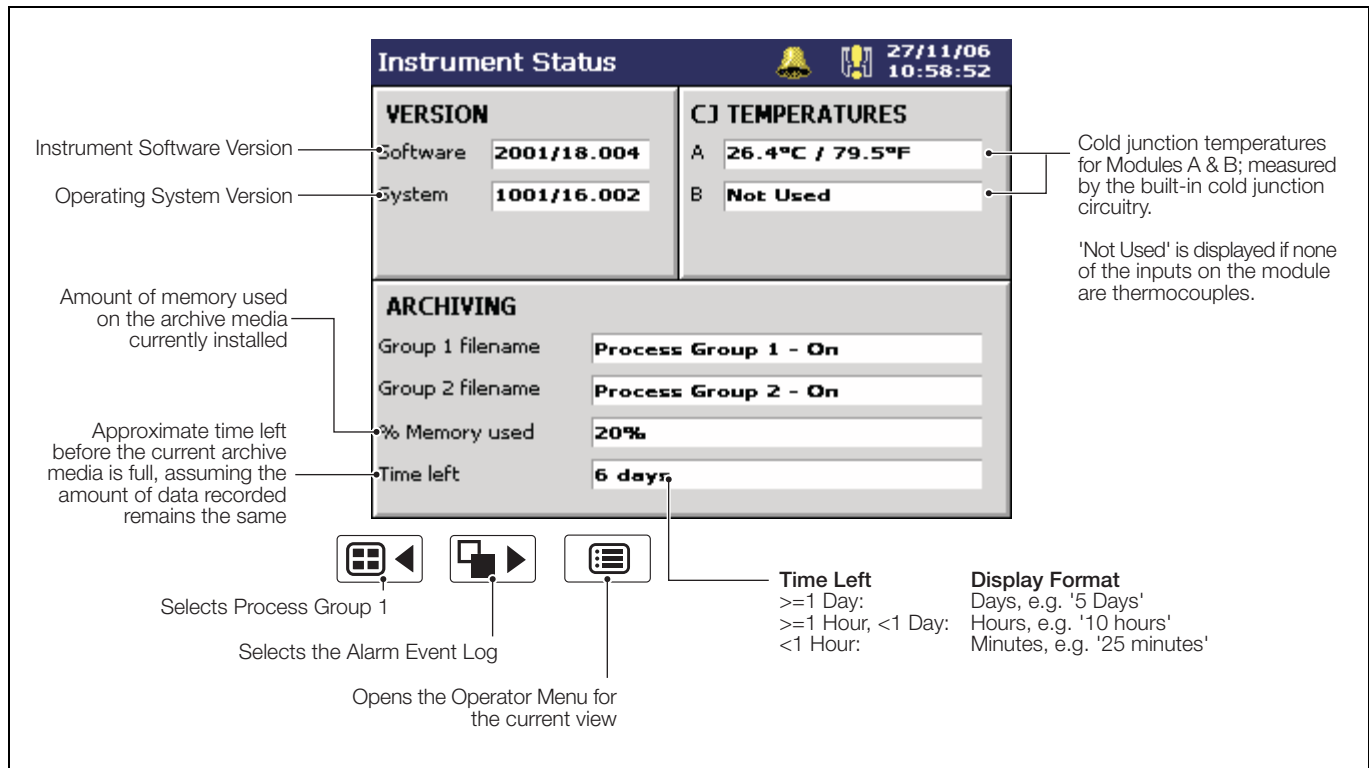 Instrument Status
27/11/06
10:58:52
VERSION
Software 2001/18.004
System 1001/16.002
CJ TEMPERATURES
A 26.4°C / 79.5°F
B Not Used
ARCHIVING
Group 1 filename Process Group 1 - On
Group 2 filename Process Group 2 - On
% Memory used 20%
Time left 6 days
Instrument Software Version
Operating System Version
Amount of memory used
on the archive media
currently installed
Approximate time left
before the current archive
media is full, assuming the
amount of data recorded
remains the same
Cold junction temperatures
for Modules A & B; measured
by the built-in cold junction
circuitry.
'Not Used' is displayed if none
of the inputs on the module
are thermocouples.
Selects Process Group 1
Selects the Alarm Event Log
Opens the Operator Menu for
the current view
Time Left Display Format
>=1 Day: Days, e.g. '5 Days'
>=1 Hour, <1 Day: Hours, e.g. '10 hours'
<1 Hour: Minutes, e.g. '25 minutes'